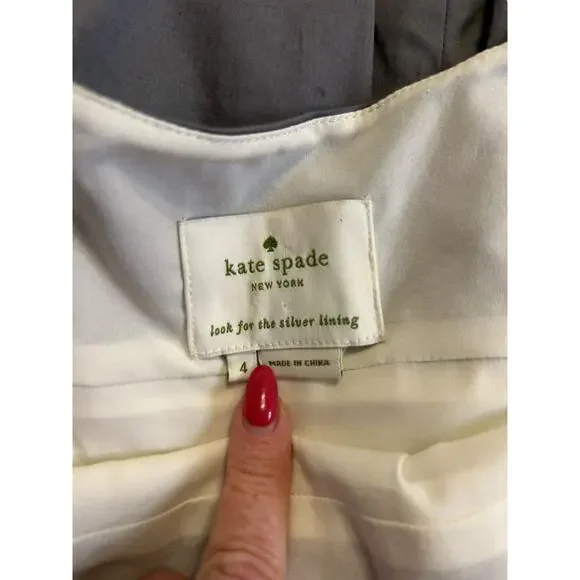 kate spade
NEW YORK
look for the silver lining
4
MADE IN CHINA